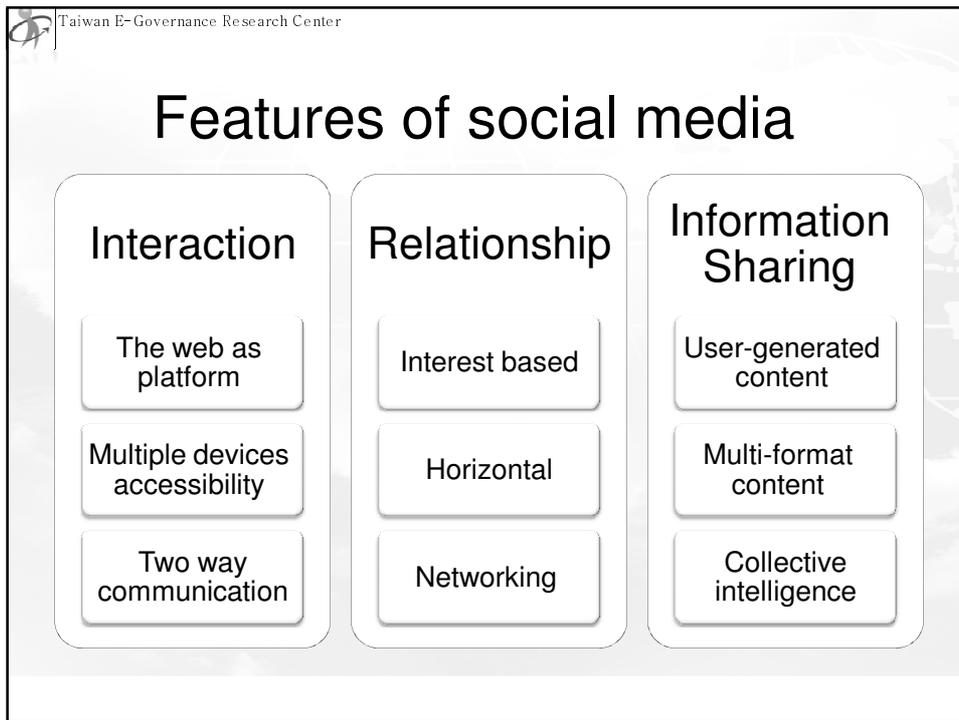 Taiwan E-Governance Research Center
Features of social media
Interaction
The web as
platform
Multiple devices
accessibility
Two way
communication
Relationship
Interest based
Horizontal
Networking
Information
Sharing
User-generated
content
Multi-format
content
Collective
intelligence